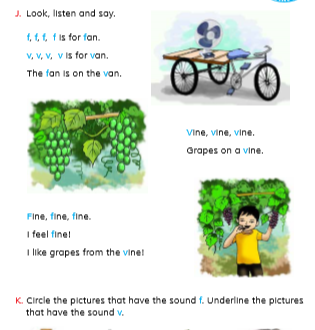 J. Look, listen and say.
f, f, f, f is for fan.
v, v, v, v is for van.
The fan is on the van.
Vine, vine, vine.
Grapes on a vine.
Fine, fine, fine.
I feel fine!
I like grapes from the vine!
K. Circle the pictures that have the sound f. Underline the pictures
that have the sound v.